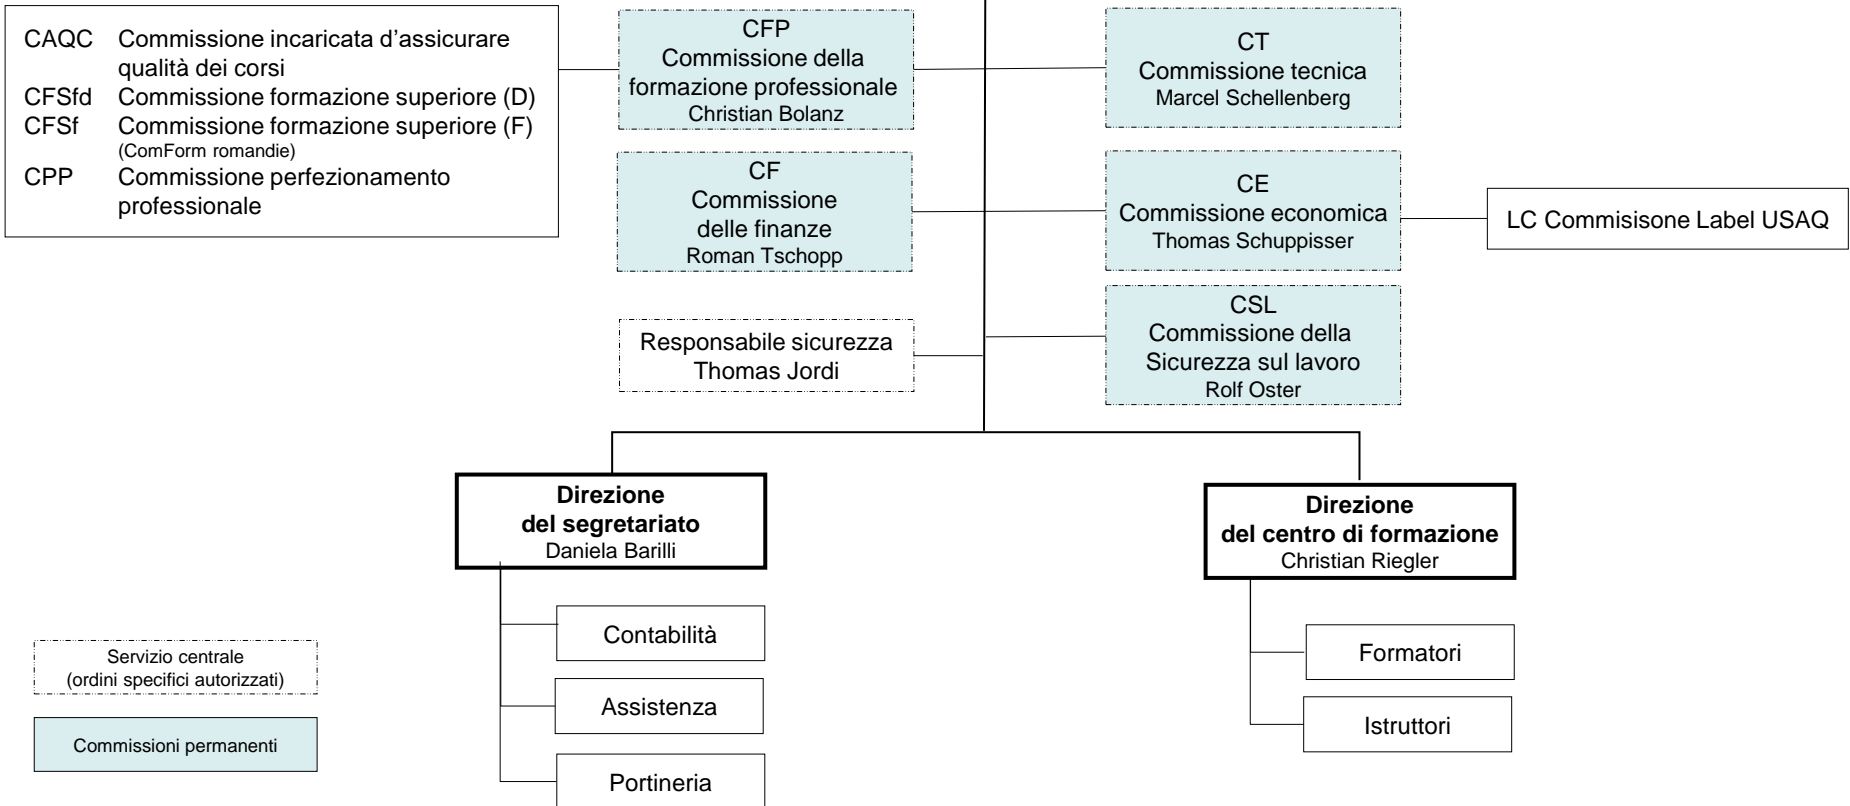 CAQC Commissione incaricata d'assicurare
qualità dei corsi
CFSfd Commissione formazione superiore (D)
CFSf Commissione formazione superiore (F)
(ComForm romandie)
CPP Commissione perfezionamento
professionale
CFP
Commissione della
formazione professionale
Christian Bolanz
CT
Commissione tecnica
Marcel Schellenberg
CF
Commissione
delle finanze
Roman Tschopp
CE
Commissione economica
Thomas Schuppisser
LC Commisisone Label USAQ
Responsabile sicurezza
Thomas Jordi
CSL
Commissione della
Sicurezza sul lavoro
Rolf Oster
Direzione
del segretariato
Daniela Barilli
Direzione
del centro di formazione
Christian Riegler
Contabilità
Assistenza
Portineria
Formatori
Istruttori
Servizio centrale
(ordini specifici autorizzati)
Commissioni permanenti